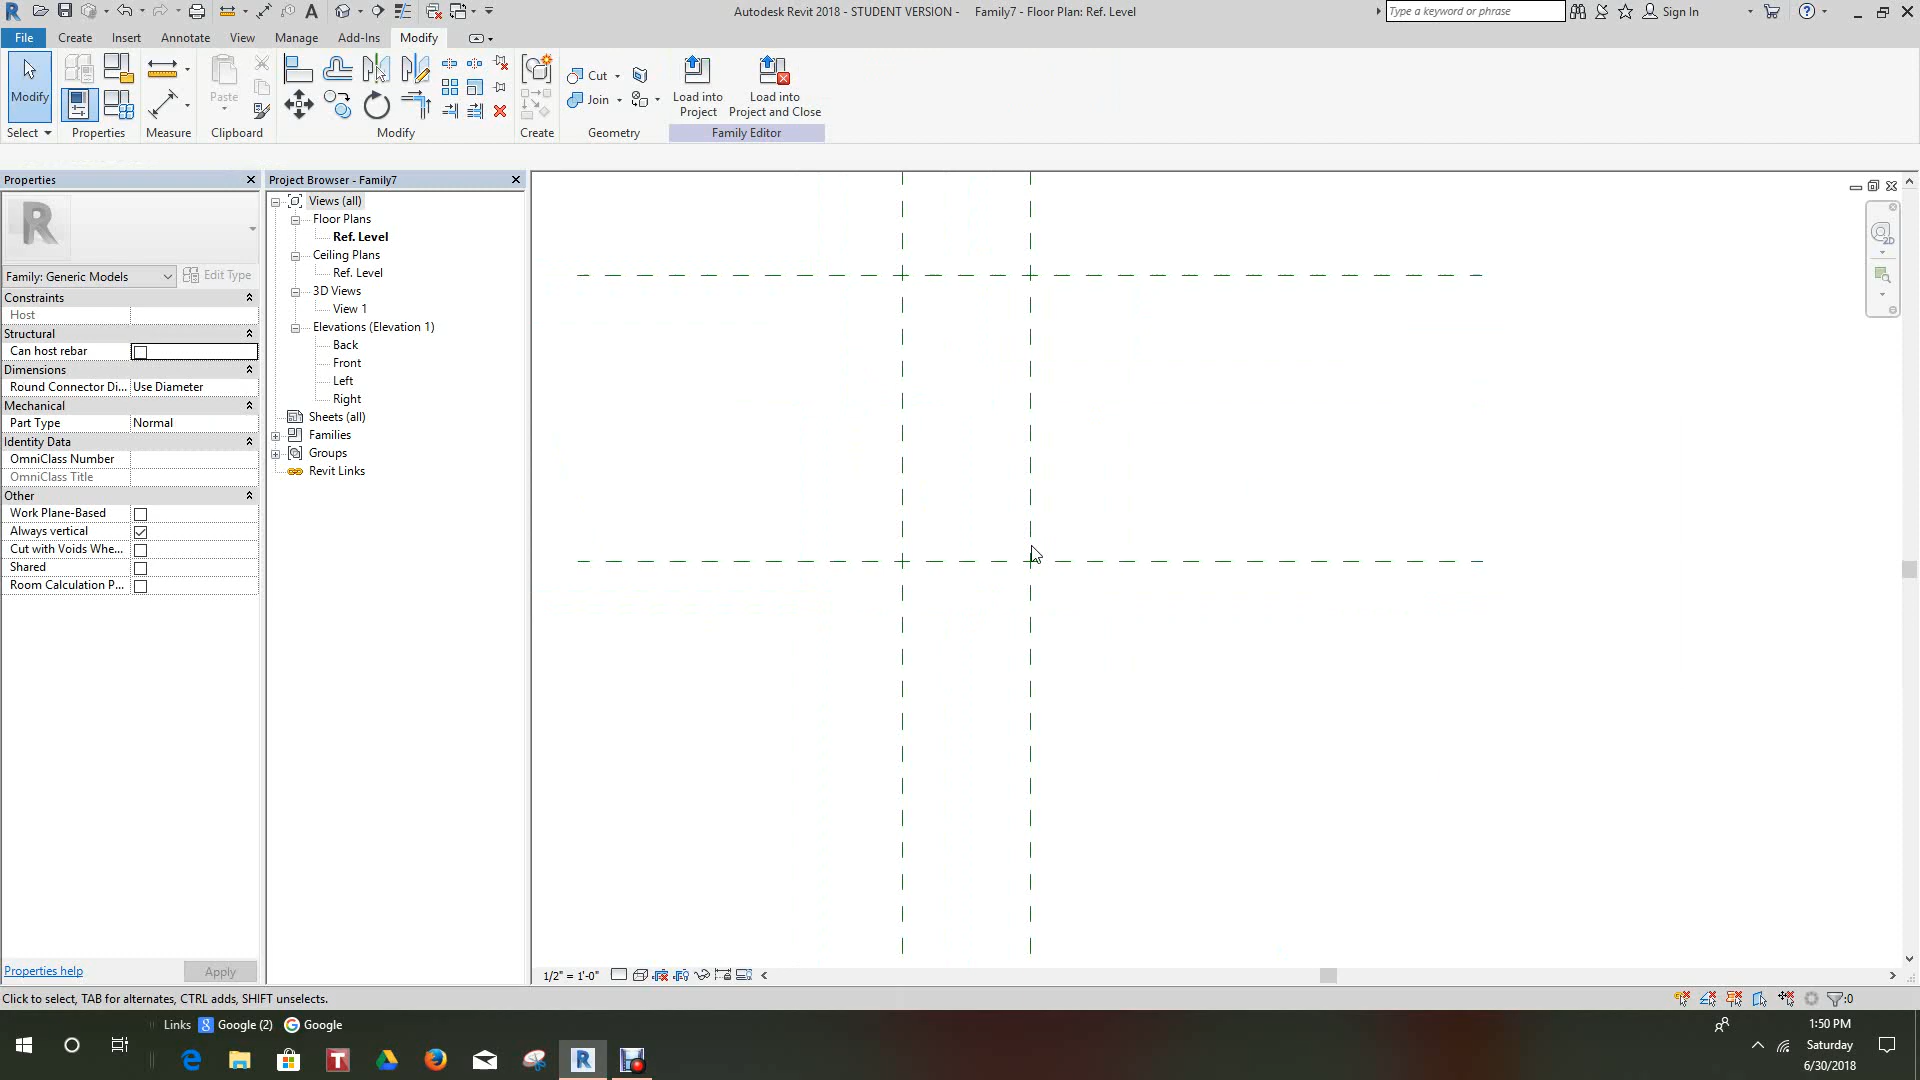 Autodesk Revit 2018 - STUDENT VERSION - Family7 - Floor Plan: Ref. Level
Type a keyword or phrase
Sign In
File Create Insert Annotate View Manage Add-Ins Modify
Modify
Paste
Cut
Join
Load into Project
Load into Project and Close
Select Properties Measure Clipboard Modify Create Geometry Family Editor
Properties
R
Family: Generic Models
Edit Type
Constraints
Host
Structural
Can host rebar
Dimensions
Round Connector Di... Use Diameter
Mechanical
Part Type Normal
Identity Data
OmniClass Number
OmniClass Title
Other
Work Plane-Based
Always vertical
Cut with Voids Whe...
Shared
Room Calculation P...
Properties help
Apply
Project Browser - Family7
Views (all)
Floor Plans
Ref. Level
Ceiling Plans
Ref. Level
3D Views
View 1
Elevations (Elevation 1)
Back
Front
Left
Right
Sheets (all)
Families
Groups
Revit Links
2D
1/2" = 1'-0"
Click to select, TAB for alternates, CTRL adds, SHIFT unselects.
:0
Links Google (2) Google
1:50 PM
Saturday
6/30/2018